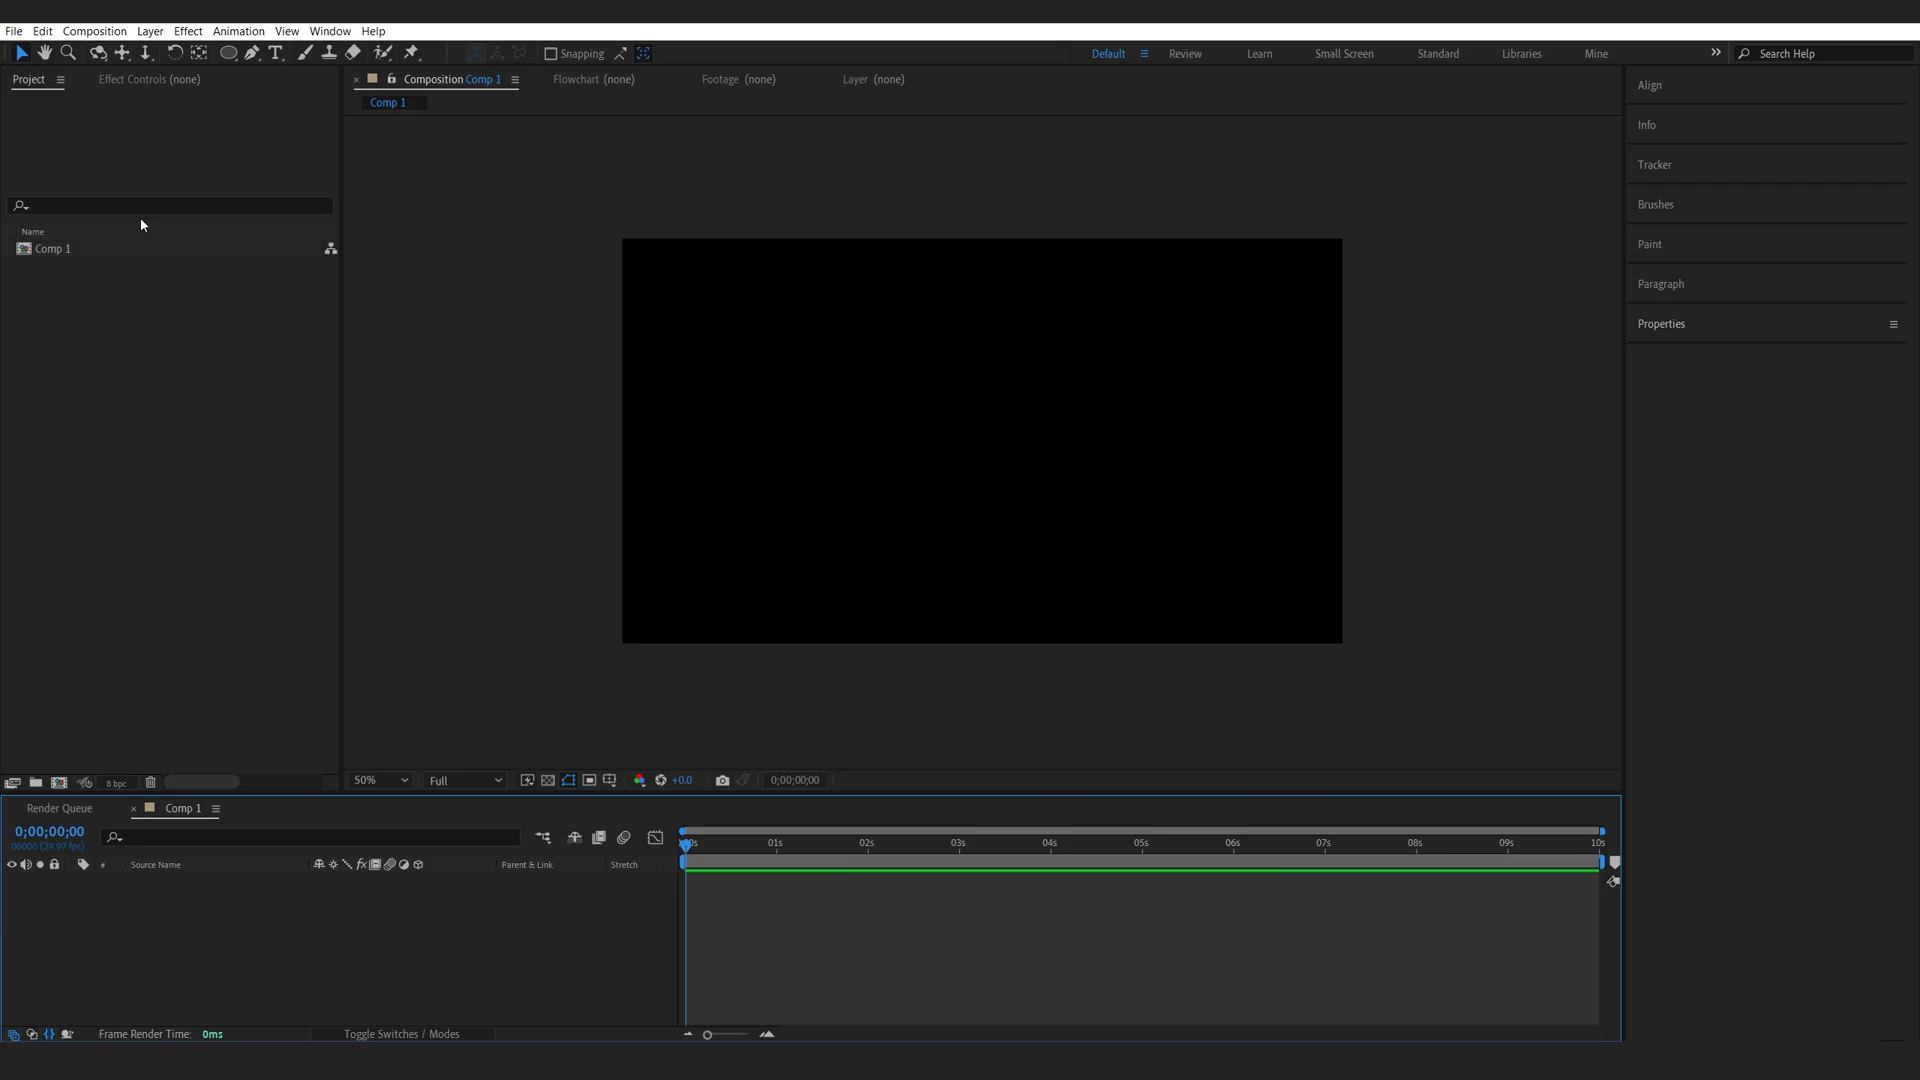 File Edit Composition Layer Effect Animation View Window Help
Snapping Default Review Learn Small Screen Standard Libraries Mine Search Help
Project Effect Controls (none) Composition Comp 1 Flowchart (none) Footage (none) Layer (none)
Comp 1
Align
Info
Tracker
Brushes
Paint
Paragraph
Properties
Name
Comp 1
8 bpc 50% Full +0.0 0;00;00;00
Render Queue Comp 1
0;00;00;00
00000 (29.97 fps)
01s 02s 03s 04s 05s 06s 07s 08s 09s 10s
# Source Name Parent & Link Stretch
Frame Render Time: 0ms Toggle Switches / Modes